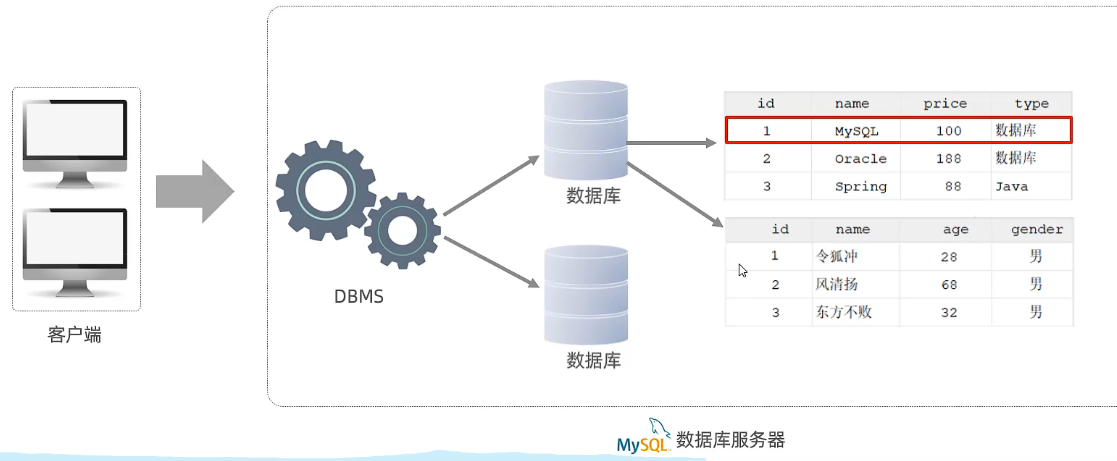 客户端
DBMS
数据库
数据库
id name price type
1 MySQL 100 数据库
2 Oracle 188 数据库
3 Spring 88 Java
id name age gender
1 令狐冲 28 男
2 风清扬 68 男
3 东方不败 32 男
MySQL 数据库服务器